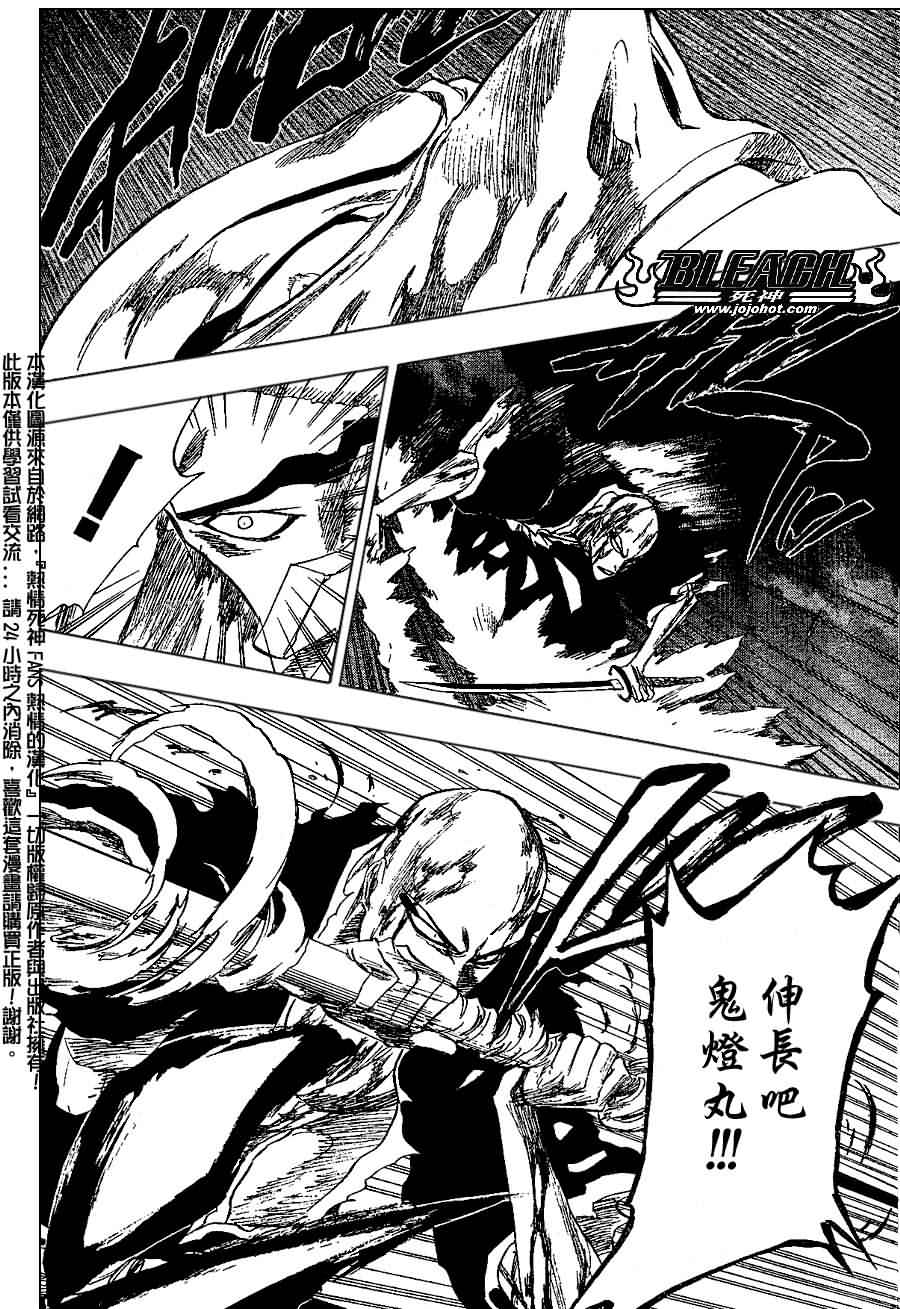 BLEACH
死神
www.jojohot.com
!
伸長吧
鬼燈丸!!!
本漢化圖源來自於網路,『熱情死神FANS熱情的漢化』一切版權歸原作者與出版社擁有!
此版本僅供學習試看交流...請24小時之內消除,喜歡這套漫畫請購買正版!謝謝。